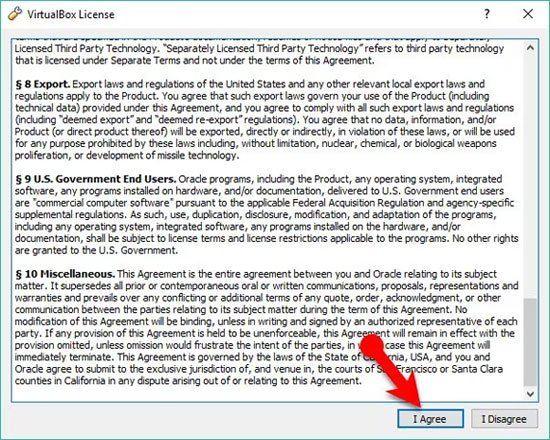 VirtualBox License
?
Licensed Third Party Technology. "Separately Licensed Third Party Technology" refers to third party technology
that is licensed under Separate Terms and not under the terms of this Agreement.
§ 8 Export. Export laws and regulations of the United States and any other relevant local export laws and
regulations apply to the Product. You agree that such export laws govern your use of the Product (including
technical data) provided under this Agreement, and you agree to comply with all such export laws and regulations
(including "deemed export" and "deemed re-export" regulations). You agree that no data, information, and/or
Product (or direct product thereof) will be exported, directly or indirectly, in violation of these laws, or will be used
for any purpose prohibited by these laws including, without limitation, nuclear, chemical, or biological weapons
proliferation, or development of missile technology.
§ 9 U.S. Government End Users. Oracle programs, including the Product, any operating system, integrated
software, any programs installed on hardware, and/or documentation, delivered to U.S. Government end users
are "commercial computer software" pursuant to the applicable Federal Acquisition Regulation and agency-specific
supplemental regulations. As such, use, duplication, disclosure, modification, and adaptation of the programs,
including any operating system, integrated software, any programs installed on the hardware, and/or
documentation, shall be subject to license terms and license restrictions applicable to the programs. No other rights
are granted to the U.S. Government.
§ 10 Miscellaneous. This Agreement is the entire agreement between you and Oracle relating to its subject
matter. It supersedes all prior or contemporaneous oral or written communications, proposals, representations
and warranties and prevails over any conflicting or additional terms of any quote, order, acknowledgment, or other
communication between the parties relating to its subject matter during the term of this Agreement. No
modification of this Agreement will be binding, unless in writing and signed by an authorized representative of each
party. If any provision of this Agreement is held to be unenforceable, this Agreement will remain in effect with the
provision omitted, unless omission would frustrate the intent of the parties, in case this Agreement will
immediately terminate. This Agreement is governed by the laws of the State of California, USA, and you and
Oracle agree to submit to the exclusive jurisdiction of, and venue in, the courts of San Francisco or Santa Clara
counties in California in any dispute arising out of or relating to this Agreement.
I Agree
I Disagree